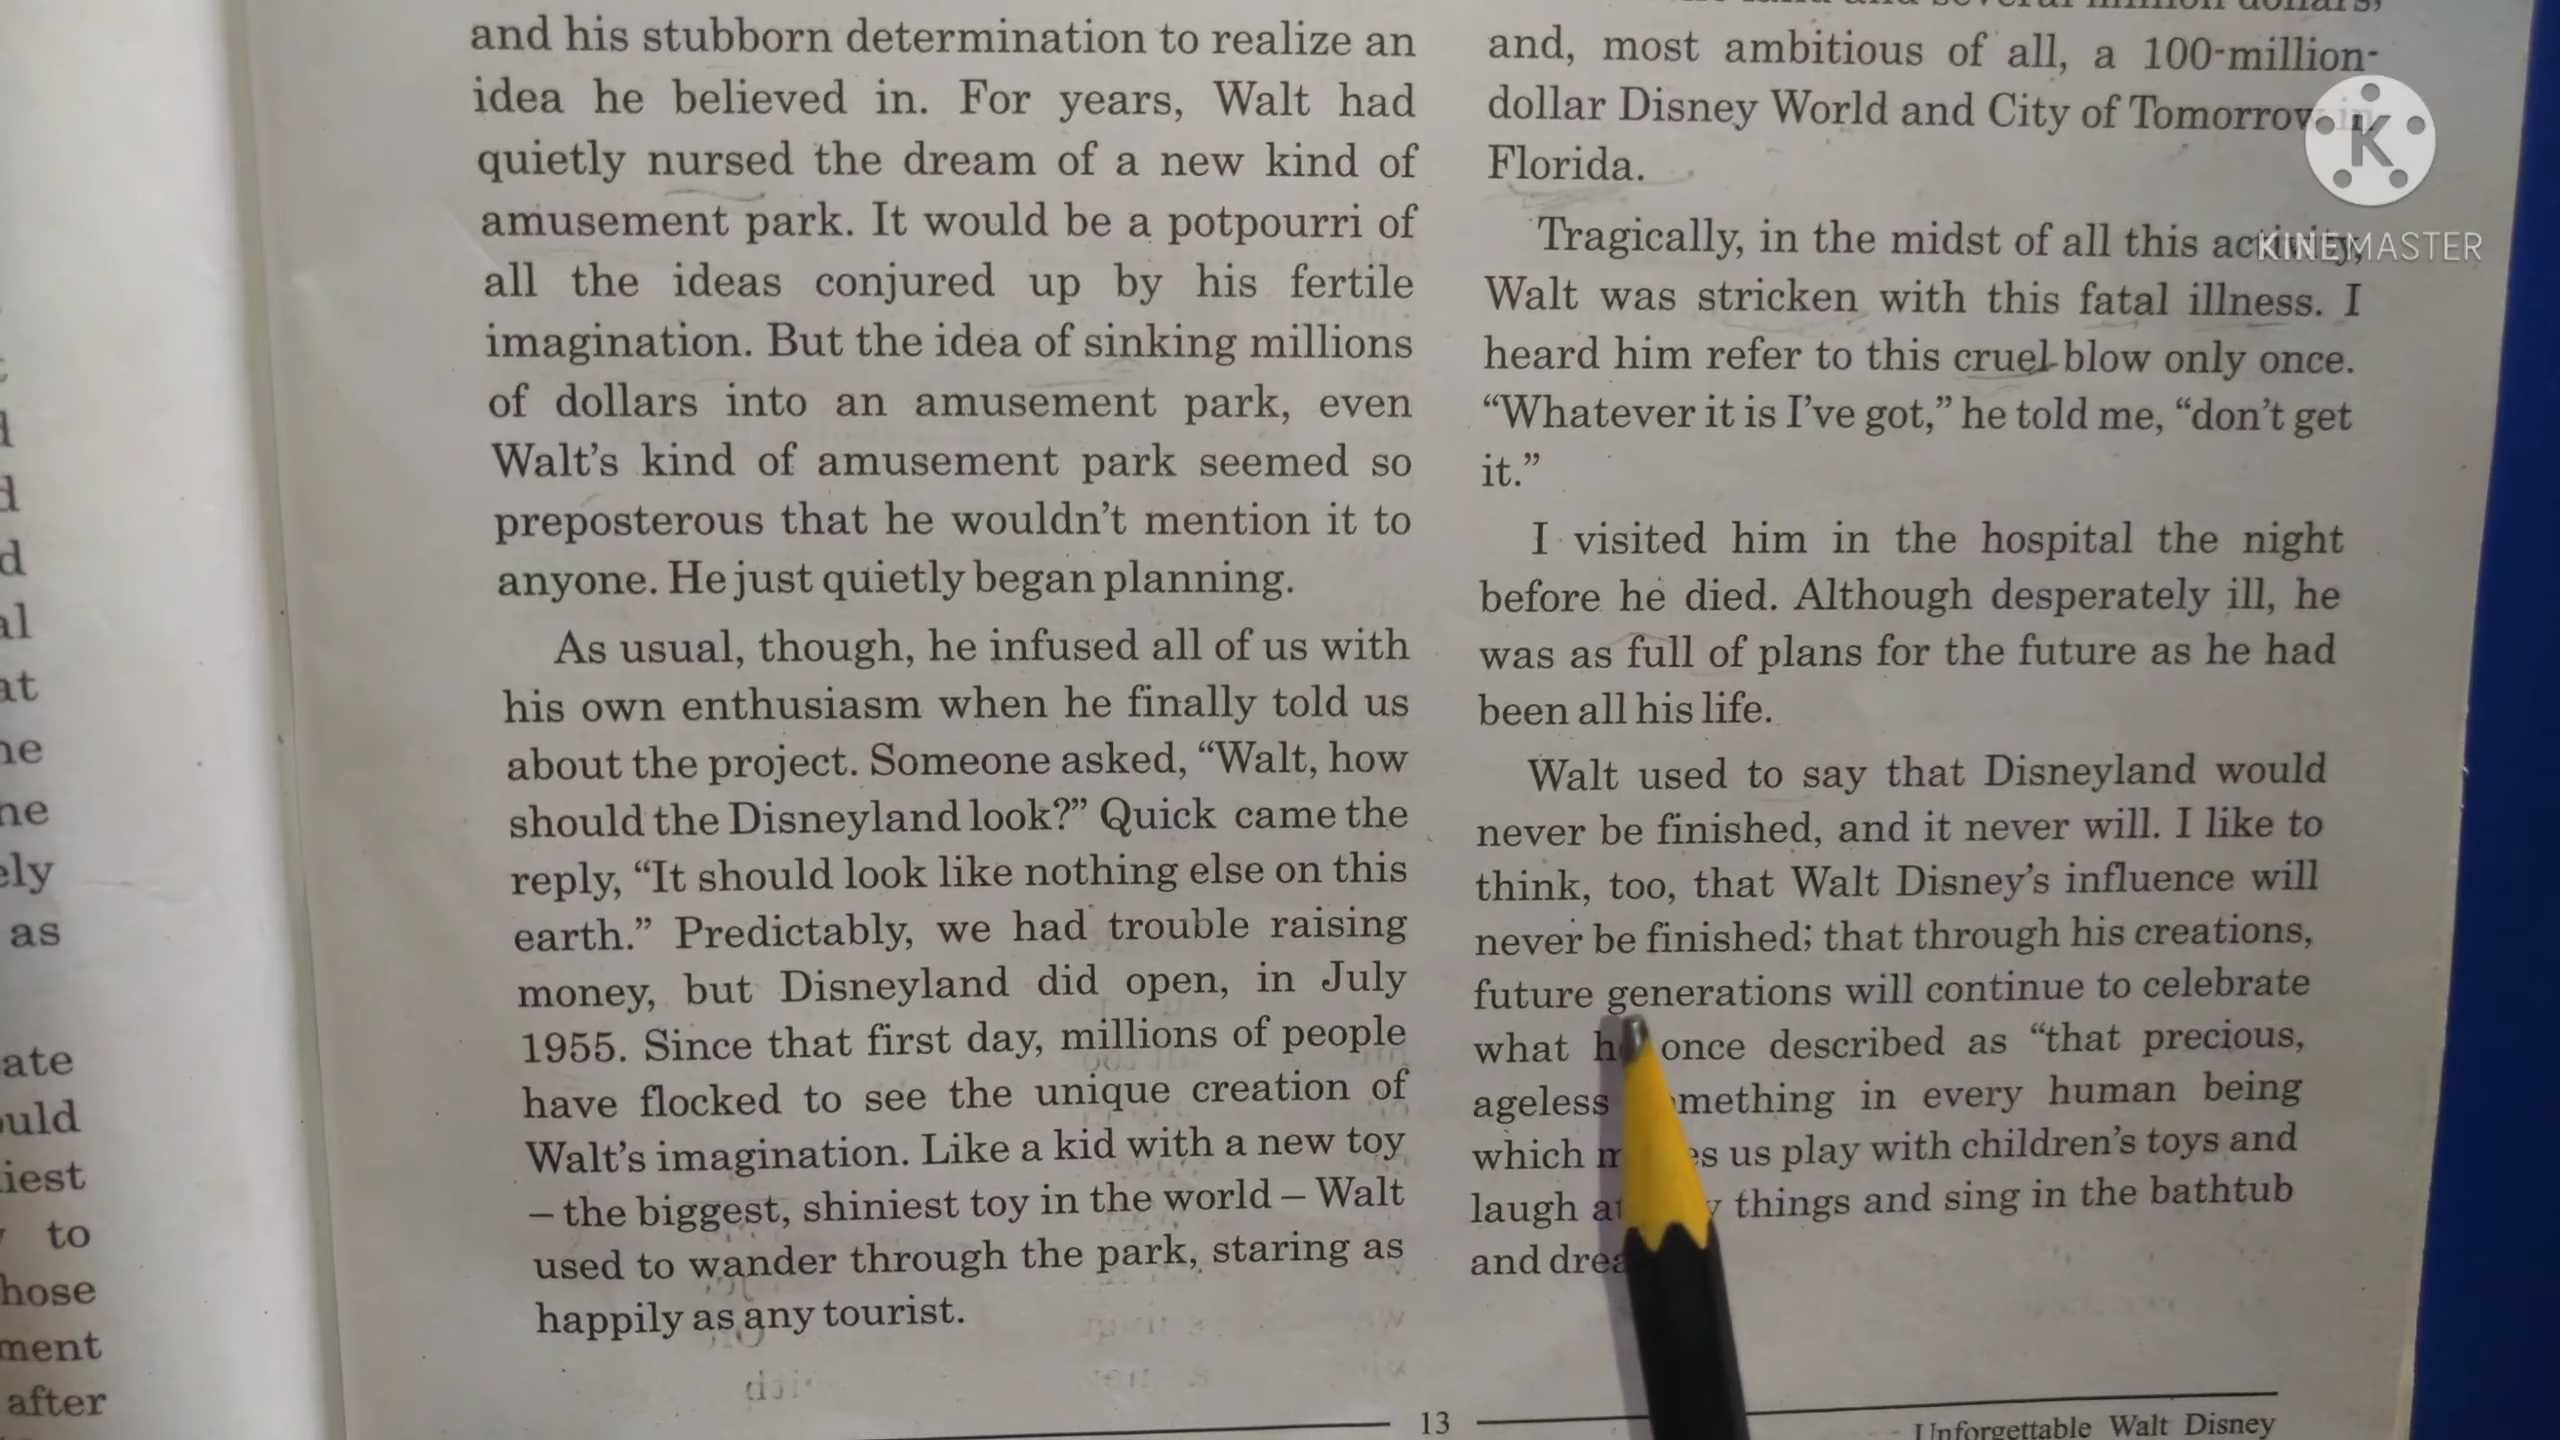 and his stubborn determination to realize an
idea he believed in. For years, Walt had
quietly nursed the dream of a new kind of
amusement park. It would be a potpourri of
all the ideas conjured up by his fertile
imagination. But the idea of sinking millions
of dollars into an amusement park, even
Walt's kind of amusement park seemed so
preposterous that he wouldn't mention it to
anyone. He just quietly began planning.
As usual, though, he infused all of us with
his own enthusiasm when he finally told us
about the project. Someone asked, “Walt, how
should the Disneyland look?” Quick came the
reply, “It should look like nothing else on this
earth.” Predictably, we had trouble raising
money, but Disneyland did open, in July
1955. Since that first day, millions of people
have flocked to see the unique creation of
Walt's imagination. Like a kid with a new toy
– the biggest, shiniest toy in the world – Walt
used to wander through the park, staring as
happily as any tourist.
and several million dollars,
and, most ambitious of all, a 100-million-
dollar Disney World and City of Tomorrow in
Florida.
Tragically, in the midst of all this activity,
Walt was stricken with this fatal illness. I
heard him refer to this cruel blow only once.
“Whatever it is I've got,” he told me, “don't get
it.”
I visited him in the hospital the night
before he died. Although desperately ill, he
was as full of plans for the future as he had
been all his life.
Walt used to say that Disneyland would
never be finished, and it never will. I like to
think, too, that Walt Disney's influence will
never be finished; that through his creations,
future generations will continue to celebrate
what he once described as “that precious,
ageless something in every human being
which makes us play with children's toys and
laugh at things and sing in the bathtub
and
13
Unforgettable Walt Disney
K
KINEMASTER
ely
as
ate
to
after